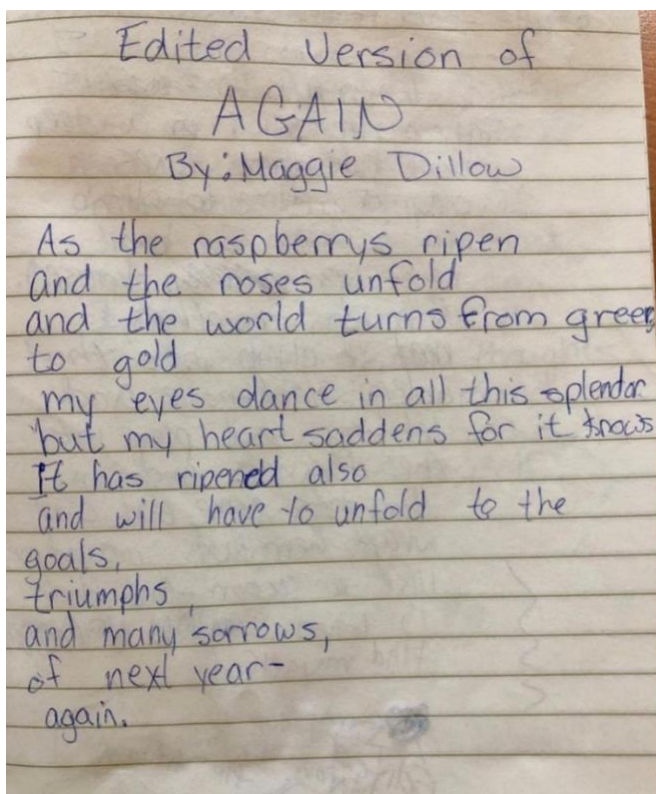 Edited Version of
AGAIN
By: Maggie Dillow
As the raspberrys ripen
and the roses unfold
and the world turns from green
to gold
my eyes dance in all this splendor
but my heart saddens for it knows
It has ripened also
and will have to unfold to the
goals,
triumphs,
and many sorrows,
of next year-
again.